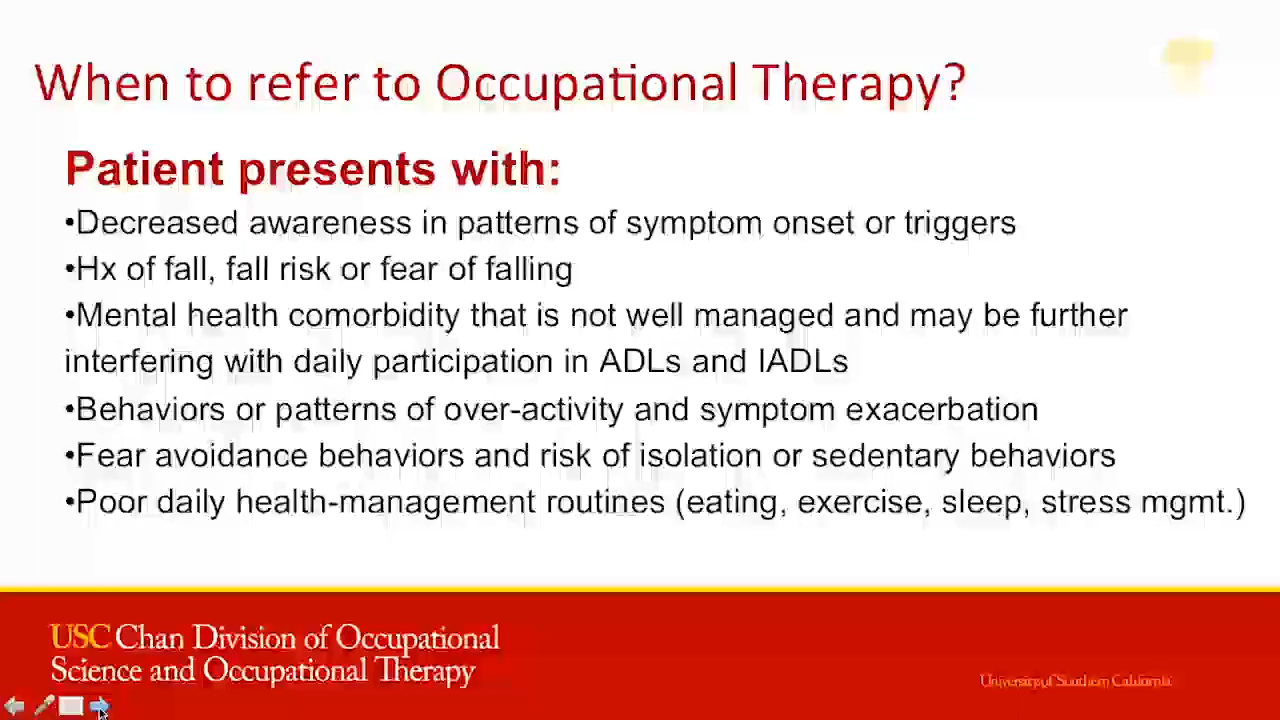 When to refer to Occupational Therapy?
Patient presents with:
•Decreased awareness in patterns of symptom onset or triggers
•Hx of fall, fall risk or fear of falling
•Mental health comorbidity that is not well managed and may be further
interfering with daily participation in ADLs and IADLs
•Behaviors or patterns of over-activity and symptom exacerbation
•Fear avoidance behaviors and risk of isolation or sedentary behaviors
•Poor daily health-management routines (eating, exercise, sleep, stress mgmt.)
USC Chan Division of Occupational
Science and Occupational Therapy
University of Southern California